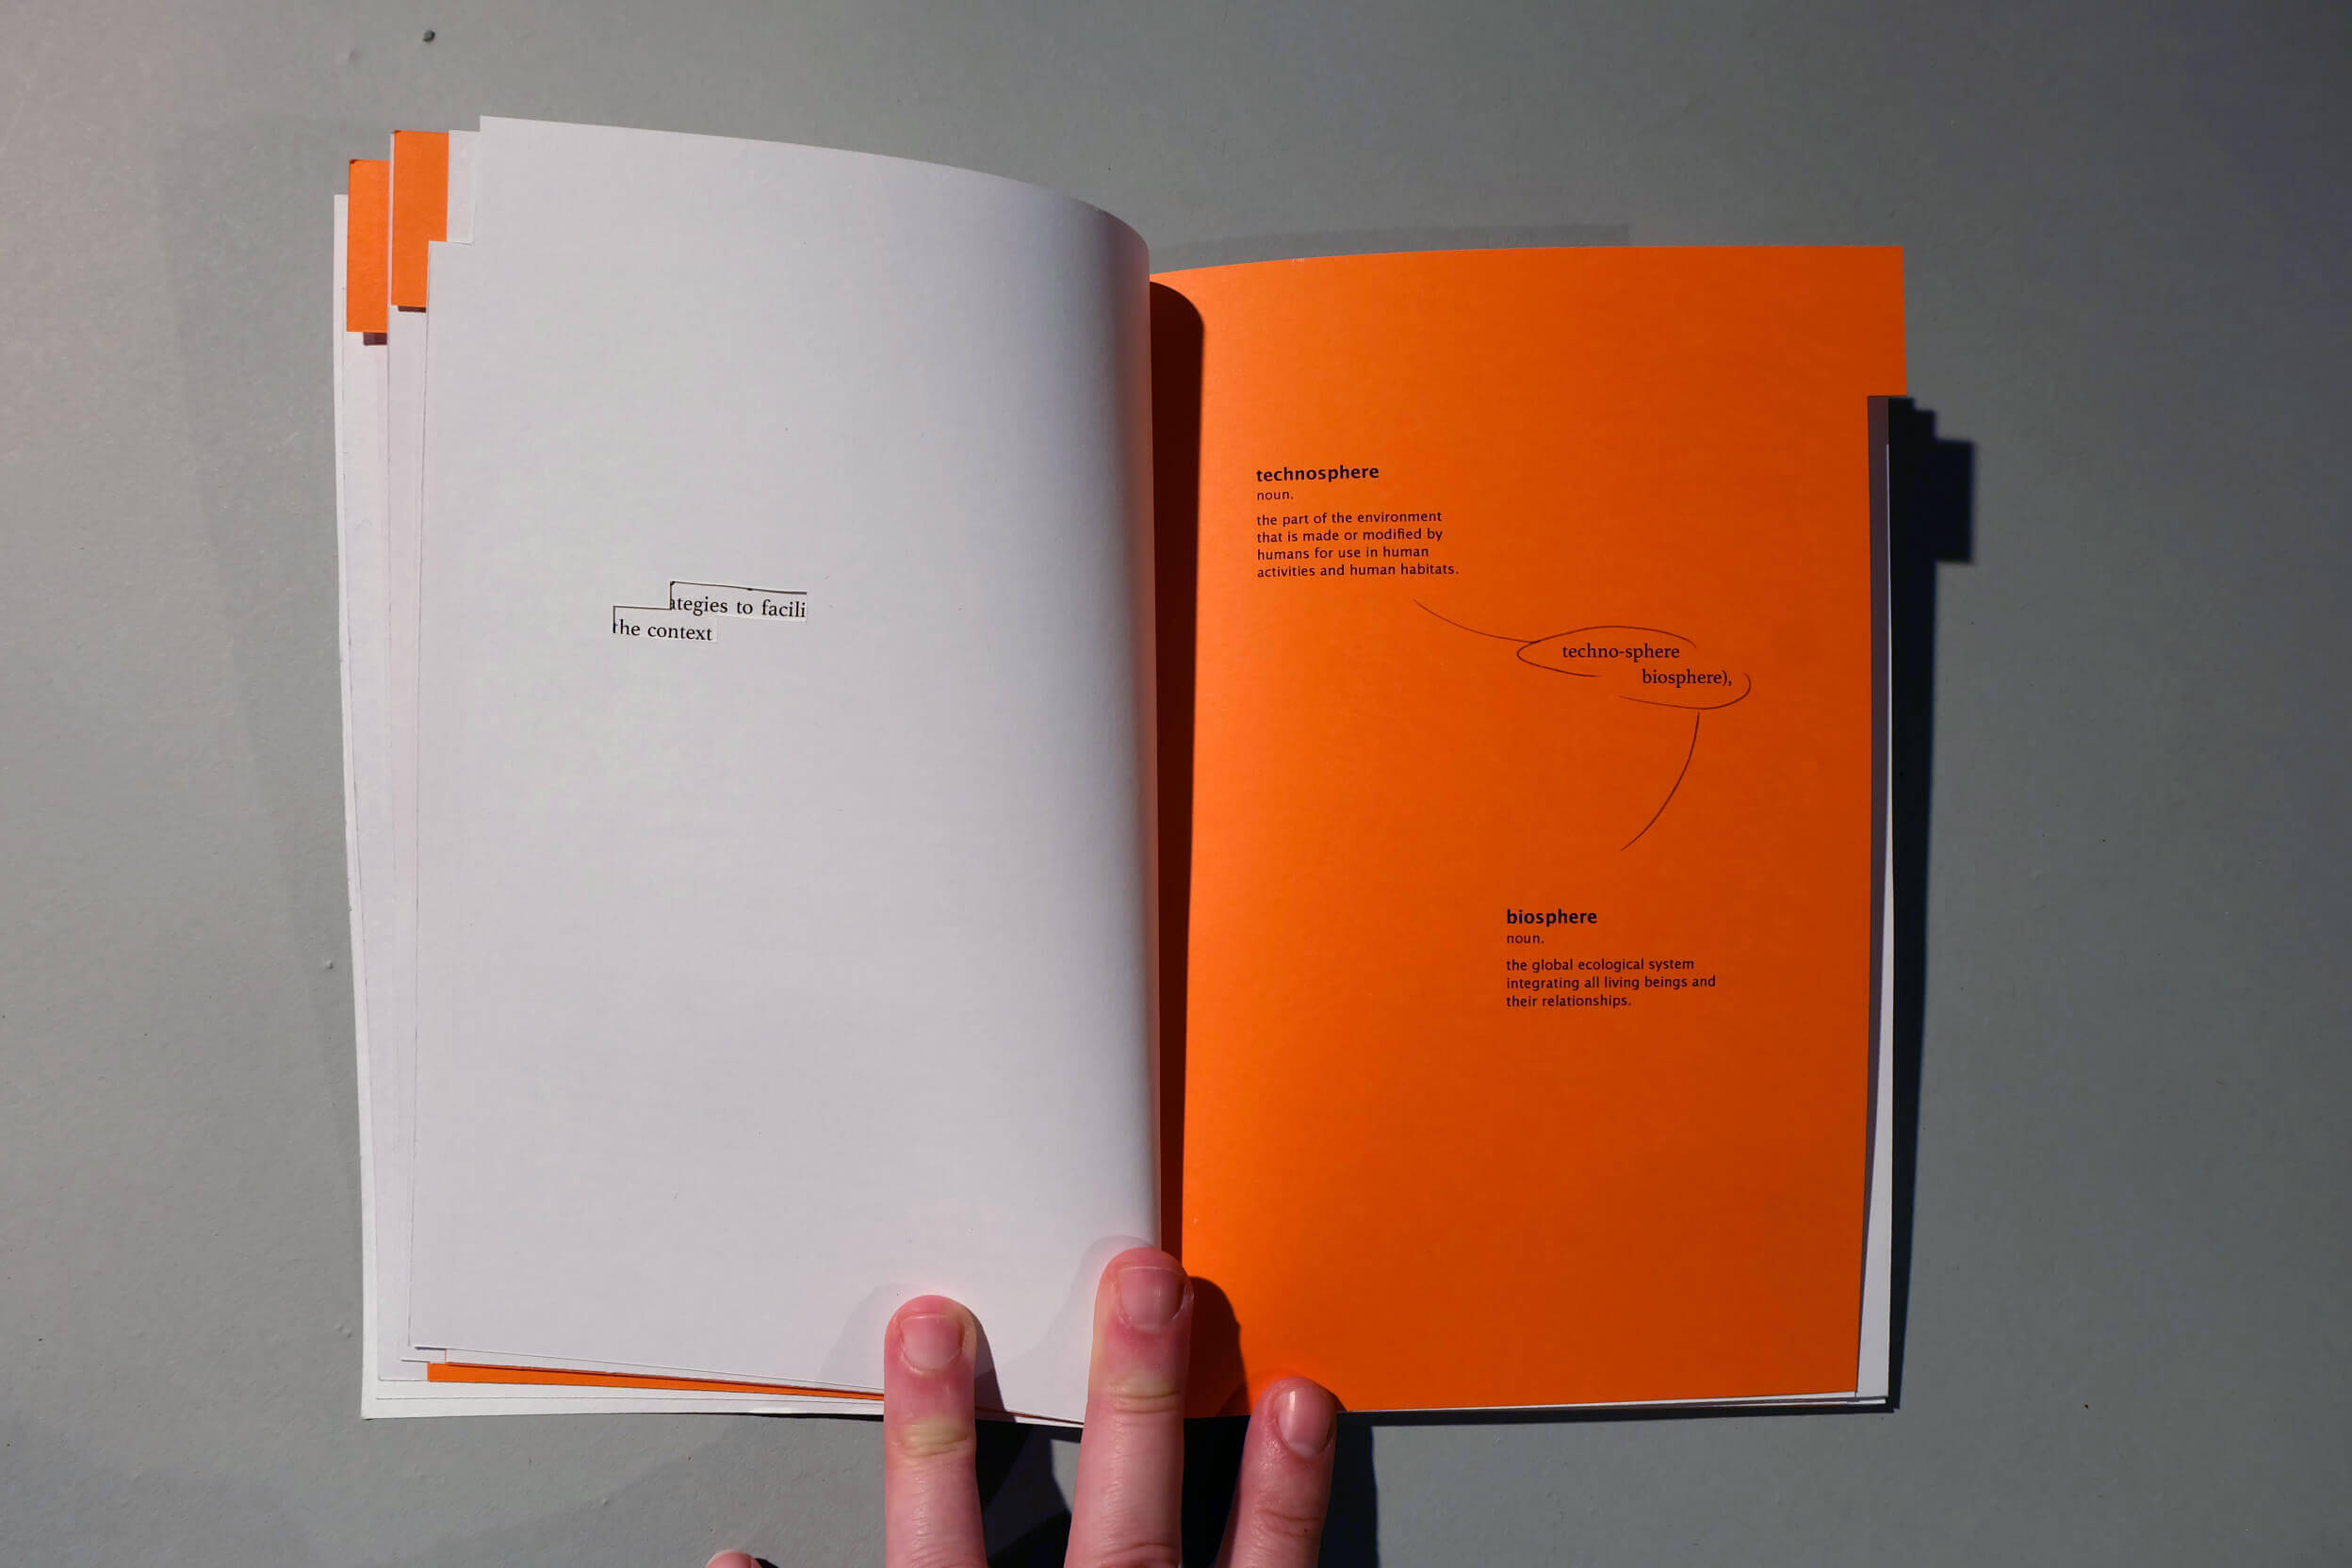 ategies to facili
the context
technosphere
noun.
the part of the environment
that is made or modified by
humans for use in human
activities and human habitats.
techno-sphere
biosphere),
biosphere
noun.
the global ecological system
integrating all living beings and
their relationships.